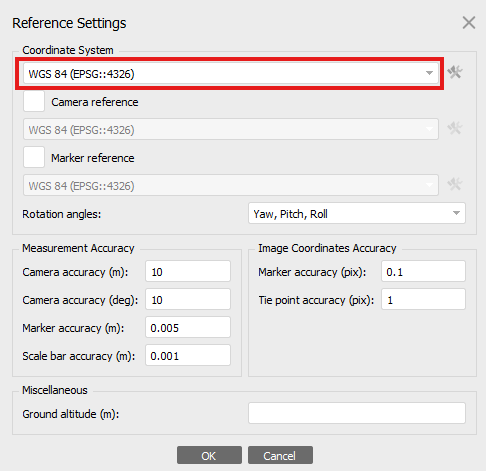 Reference Settings
Coordinate System
WGS 84 (EPSG::4326)
Camera reference
WGS 84 (EPSG::4326)
Marker reference
WGS 84 (EPSG::4326)
Rotation angles: Yaw, Pitch, Roll
Measurement Accuracy
Camera accuracy (m): 10
Camera accuracy (deg): 10
Marker accuracy (m): 0.005
Scale bar accuracy (m): 0.001
Image Coordinates Accuracy
Marker accuracy (pix): 0.1
Tie point accuracy (pix): 1
Miscellaneous
Ground altitude (m):
OK Cancel